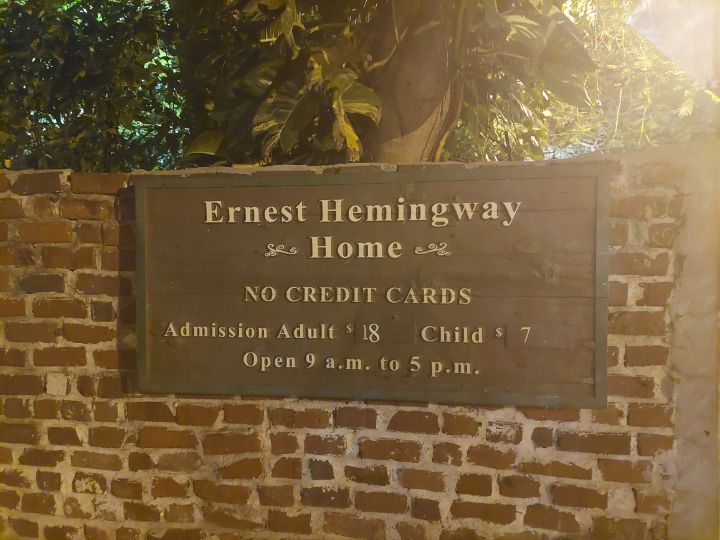 Ernest Hemingway
Home
NO CREDIT CARDS
Admission Adult $18 Child $7
Open 9 a.m. to 5 p.m.